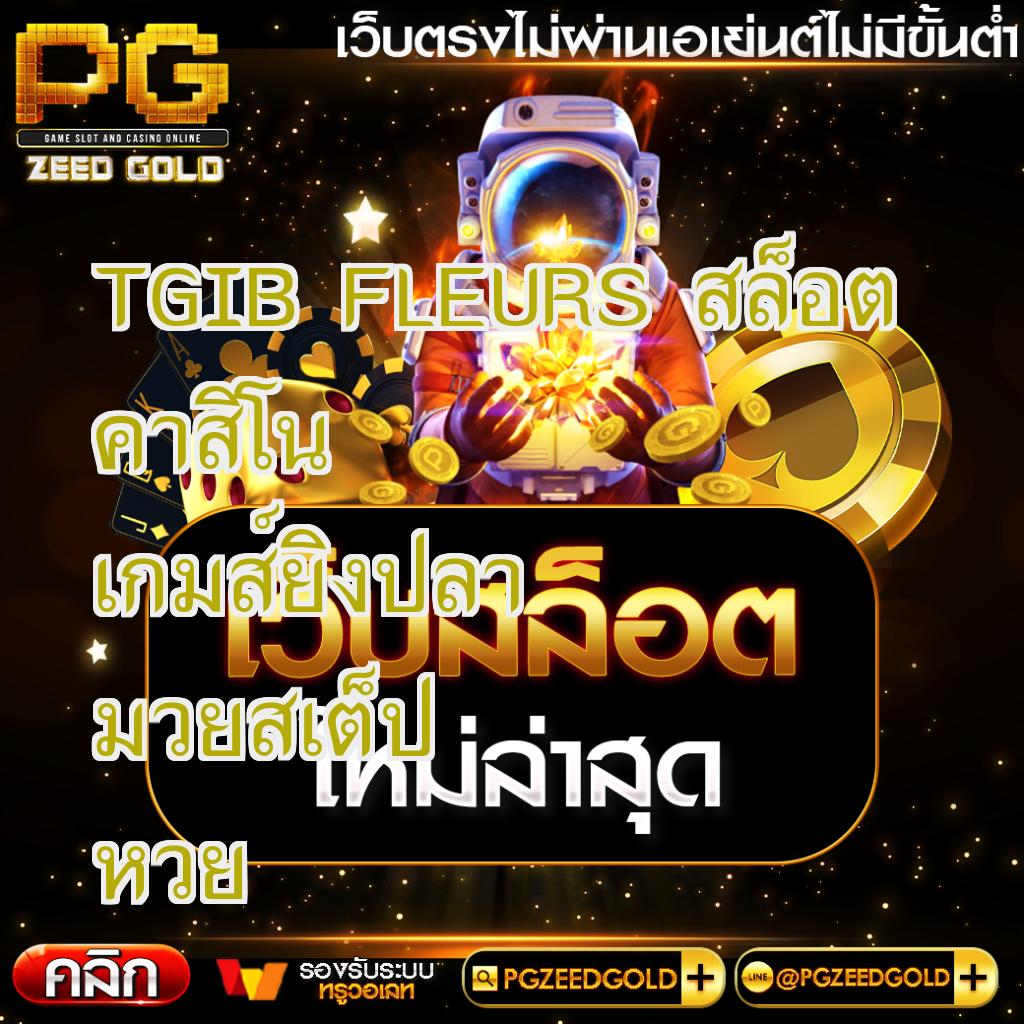 เว็บตรงไม่ผ่านเอเย่นต์ไม่มีขั้นต่ำ
PG
GAME SLOT AND CASINO ONLINE
ZEED GOLD
TGIB FLEURS สล็อต
คาสิโน
เกมส์ยิงปลา
เว็บสล็อต
มวยสเต็ป
ใหม่ล่าสุด
หวย
คลิก
รองรับระบบ
ทรูวอเลท
PGZEEDGOLD +
LINE @PGZEEDGOLD +